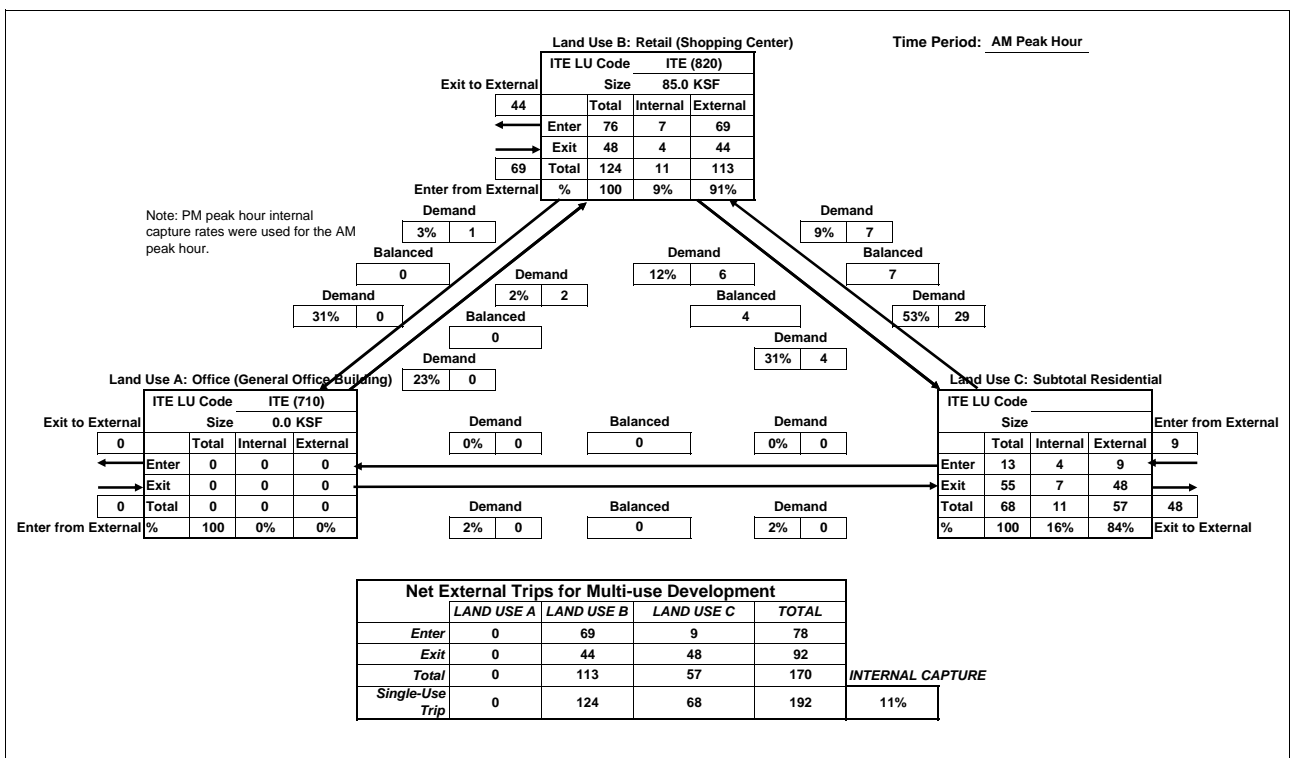 Land Use B: Retail (Shopping Center)
Time Period: AM Peak Hour
ITE LU Code ITE (820)
Exit to External Size 85.0 KSF
44 Total Internal External
Enter 76 7 69
Exit 48 4 44
69 Total 124 11 113
Enter from External % 100 9% 91%
Note: PM peak hour internal
capture rates were used for the AM
peak hour.
Demand
3% 1
Balanced
0
Demand
31% 0
Demand
2% 2
Balanced
0
Demand
23% 0
Demand
12% 6
Balanced
4
Demand
31% 4
Demand
9% 7
Balanced
7
Demand
53% 29
Land Use A: Office (General Office Building)
ITE LU Code ITE (710)
Exit to External Size 0.0 KSF
0 Total Internal External
Enter 0 0 0
Exit 0 0 0
0 Total 0 0 0
Enter from External % 100 0% 0%
Demand Balanced Demand
0% 0 0 0% 0
Demand Balanced Demand
2% 0 0 2% 0
Land Use C: Subtotal Residential
ITE LU Code
Size Enter from External
Total Internal External 9
Enter 13 4 9
Exit 55 7 48
Total 68 11 57 48
% 100 16% 84% Exit to External
Net External Trips for Multi-use Development
LAND USE A LAND USE B LAND USE C TOTAL
Enter 0 69 9 78
Exit 0 44 48 92
Total 0 113 57 170 INTERNAL CAPTURE
Single-Use
Trip 0 124 68 192 11%